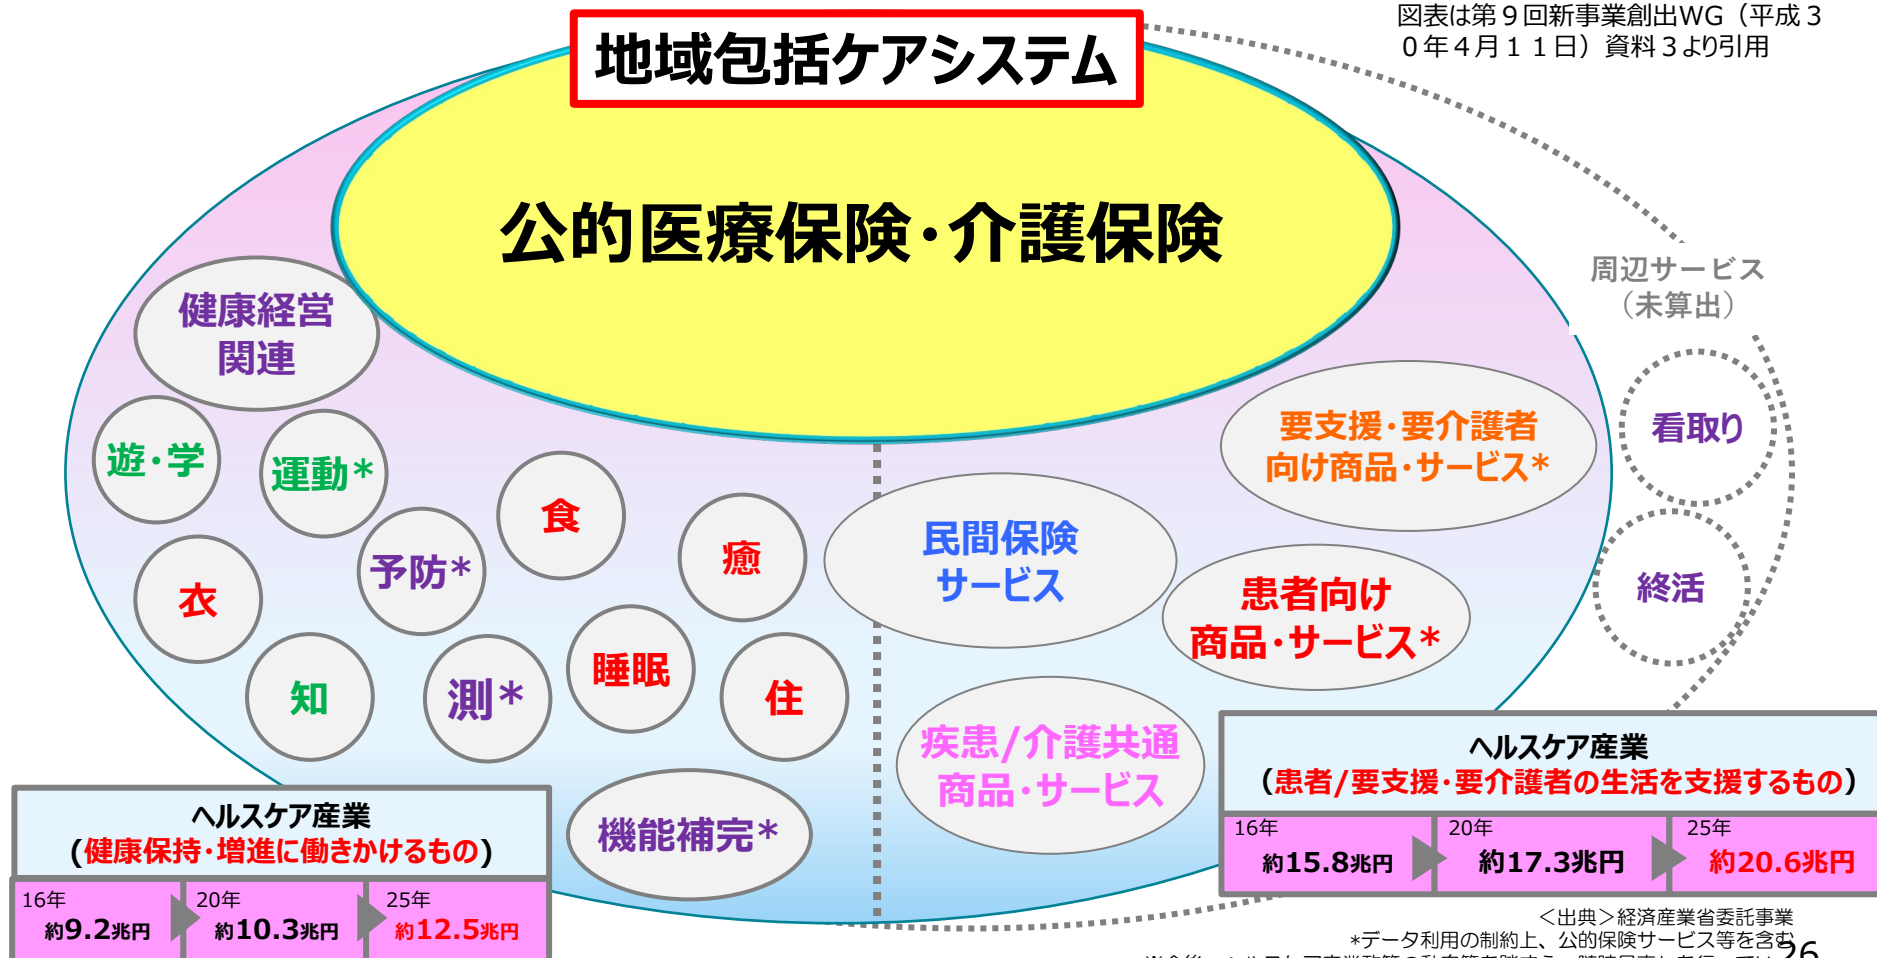 図表は第９回新事業創出WG（平成３
０年４月１１日）資料３より引用
地域包括ケアシステム
公的医療保険・介護保険
周辺サービス
（未算出）
健康経営
関連
遊・学
運動*
食
癒
衣
予防*
知
測*
睡眠
住
機能補完*
民間保険
サービス
要支援・要介護者
向け商品・サービス*
患者向け
商品・サービス*
疾患/介護共通
商品・サービス
看取り
終活
ヘルスケア産業
(健康保持・増進に働きかけるもの)
16年
約9.2兆円
20年
約10.3兆円
25年
約12.5兆円
ヘルスケア産業
（患者/要支援・要介護者の生活を支援するもの）
16年
約15.8兆円
20年
約17.3兆円
25年
約20.6兆円
＜出典＞経済産業省委託事業
*データ利用の制約上、公的保険サービス等を含む
26